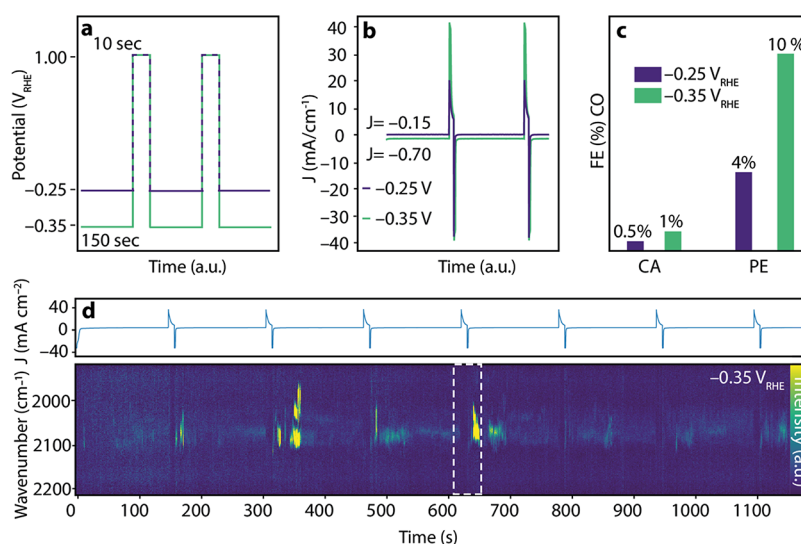 a
10 sec
1.00
−0.25
−0.35
150 sec
Potential (VRHE)
Time (a.u.)
b
40
30
20
10
0
−10
−20
−30
−40
J (mA/cm⁻¹)
J= −0.15
J= −0.70
−0.25 V
−0.35 V
Time (a.u.)
c
10 %
−0.25 VRHE
−0.35 VRHE
FE (%) CO
4%
0.5%
1%
CA
PE
d
40
0
−40
J (mA cm⁻²)
−0.35 VRHE
Intensity (a.u.)
2000
2100
2200
Wavenumber (cm⁻¹)
0 100 200 300 400 500 600 700 800 900 1000 1100
Time (s)